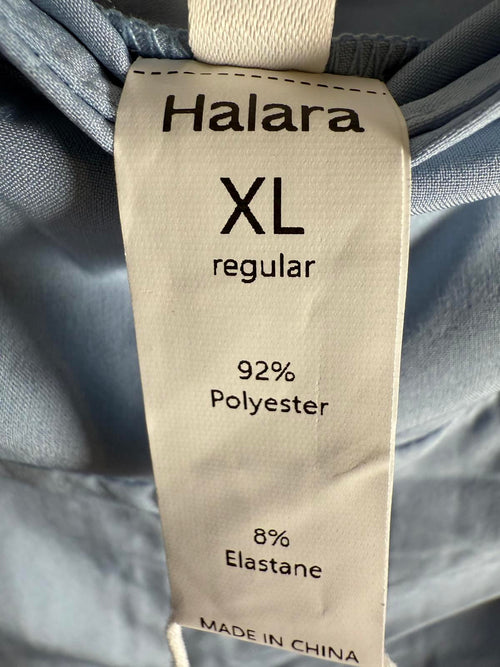 Halara
XL
regular
92%
Polyester
8%
Elastane
MADE IN CHINA